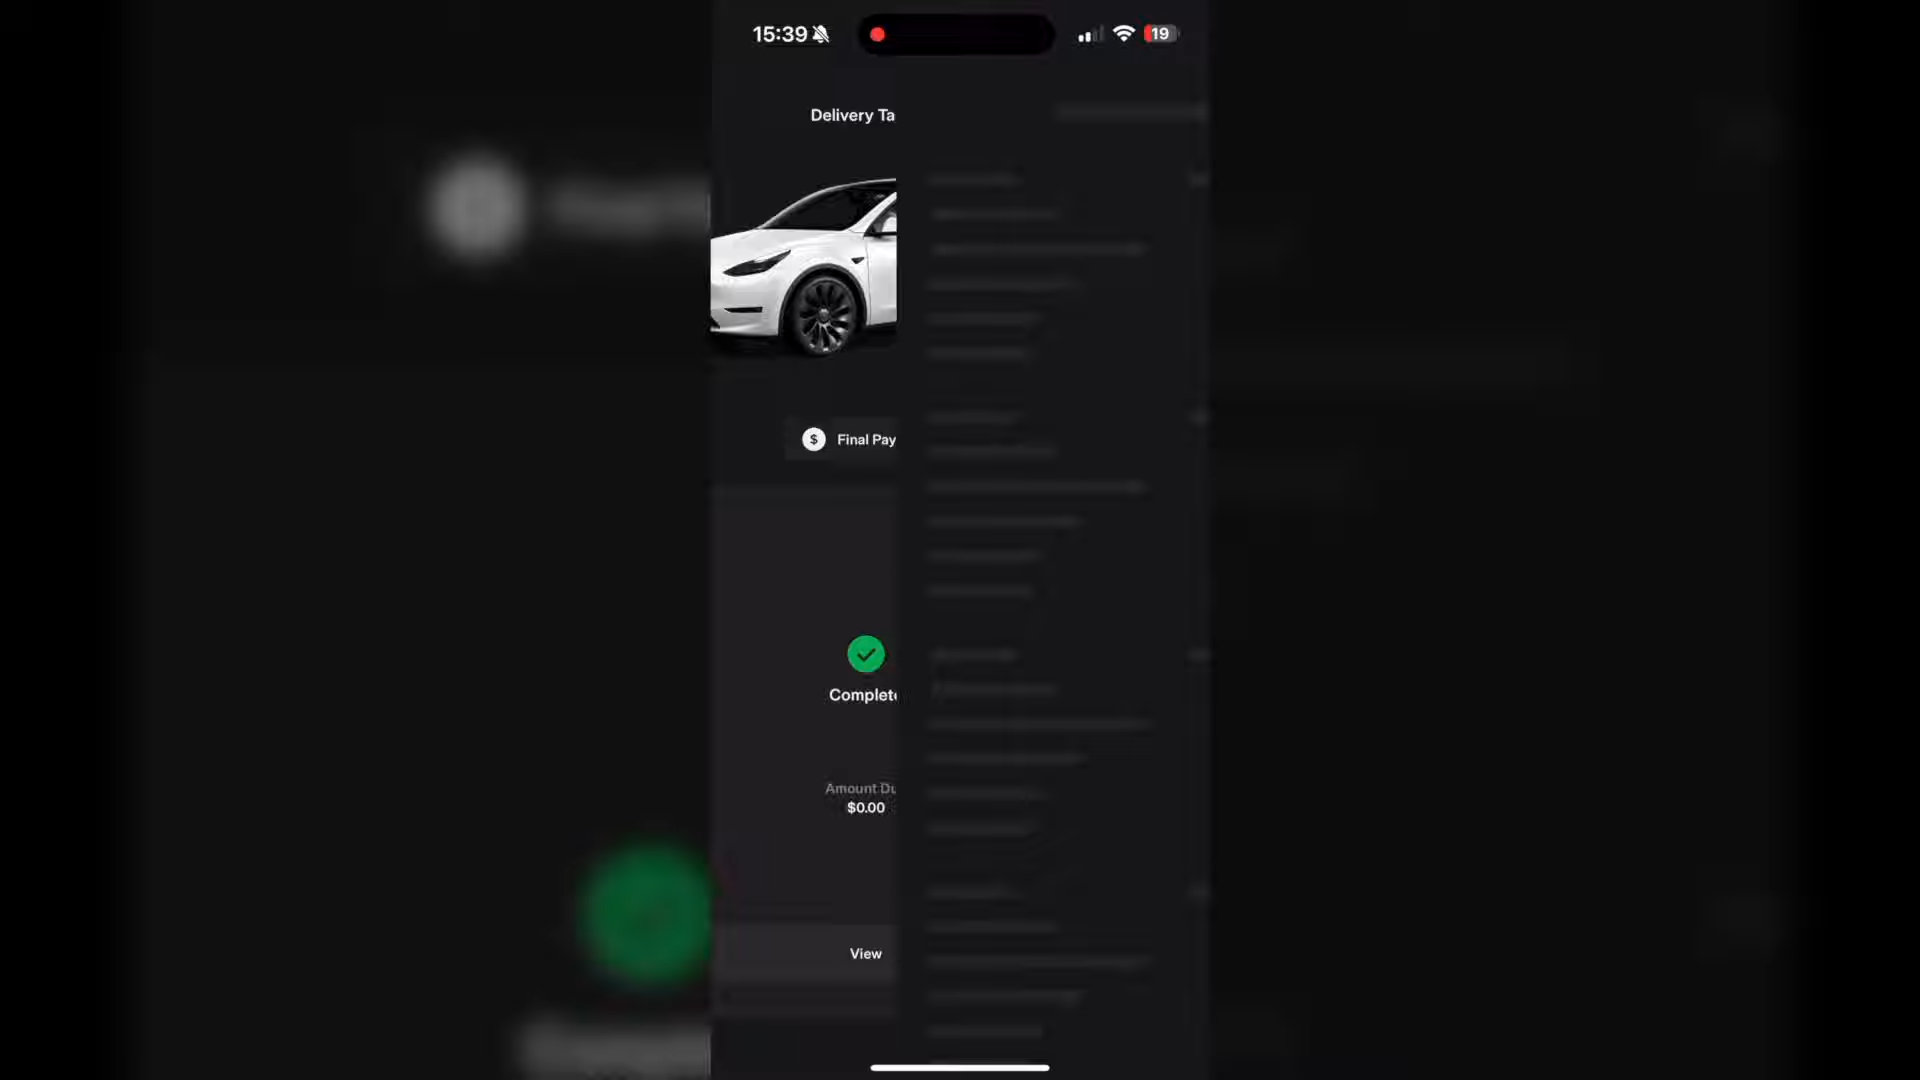 15:39
19
Delivery Ta
$ Final Pay
Complete
Amount Du
$0.00
View